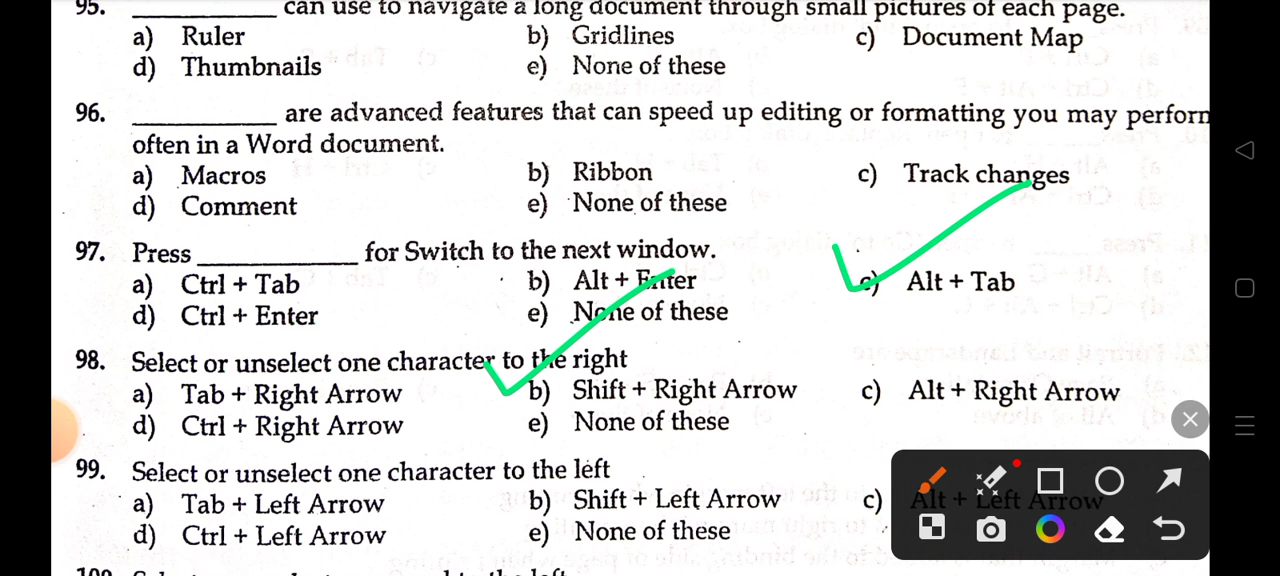 95. __________ can use to navigate a long document through small pictures of each page.
a) Ruler b) Gridlines c) Document Map
d) Thumbnails e) None of these
96. __________ are advanced features that can speed up editing or formatting you may perform
often in a Word document.
a) Macros b) Ribbon c) Track changes
d) Comment e) None of these
97. Press __________ for Switch to the next window.
a) Ctrl + Tab b) Alt + Enter c) Alt + Tab
d) Ctrl + Enter e) None of these
98. Select or unselect one character to the right
a) Tab + Right Arrow b) Shift + Right Arrow c) Alt + Right Arrow
d) Ctrl + Right Arrow e) None of these
99. Select or unselect one character to the left
a) Tab + Left Arrow b) Shift + Left Arrow c) Alt + Left Arrow
d) Ctrl + Left Arrow e) None of these